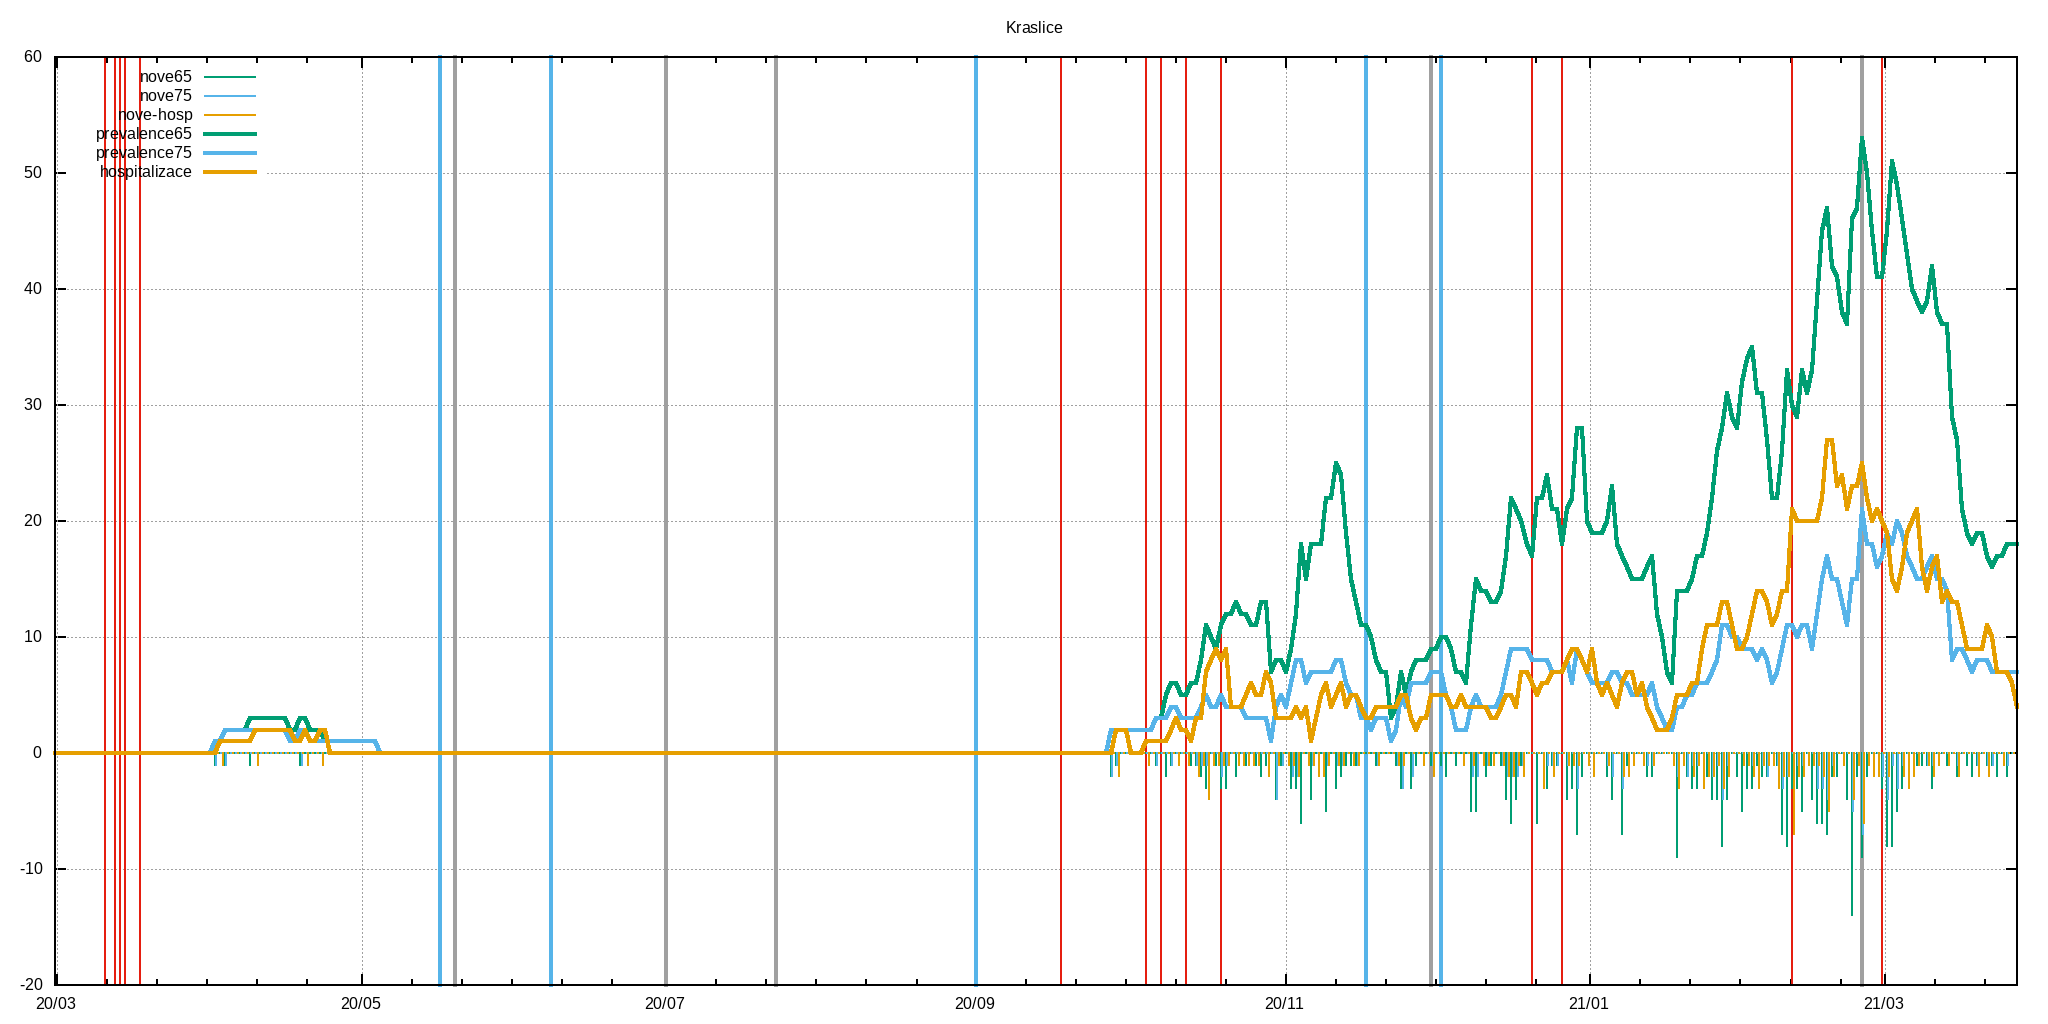 Kraslice
60
nove65
nove75
nove-hosp
prevalence65
prevalence75
hospitalizace
50
40
30
20
10
0
-10
-20
20/03 20/05 20/07 20/09 20/11 21/01 21/03